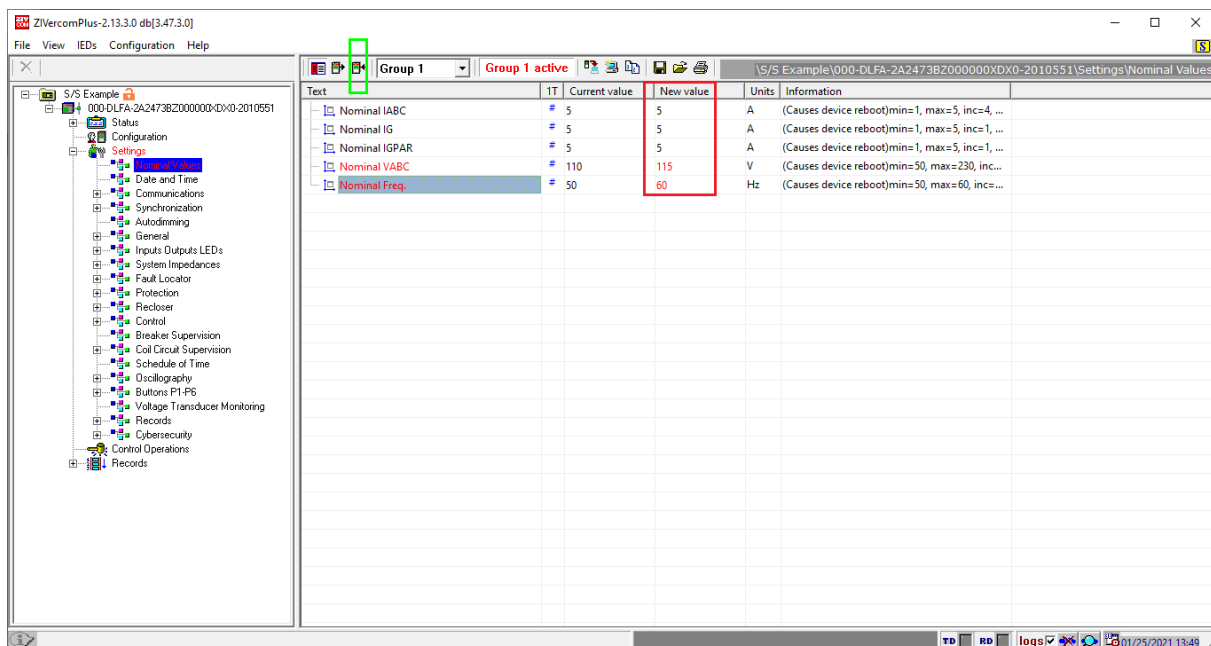 ZIVercomPlus-2.13.3.0 db[3.47.3.0]
File View IEDs Configuration Help
Group 1
Group 1 active
\S/S Example\000-DLFA-2A2473BZ000000XDX0-2010551\Settings\Nominal Values
S/S Example
000-DLFA-2A2473BZ000000XDX0-2010551
Status
Configuration
Settings
Nominal Values
Date and Time
Communications
Synchronization
Autodimming
General
Inputs Outputs LEDs
System Impedances
Fault Locator
Protection
Recloser
Control
Breaker Supervision
Coil Circuit Supervision
Schedule of Time
Oscillography
Buttons P1-P6
Voltage Transducer Monitoring
Records
Cybersecurity
Control Operations
Records
Text 1T Current value New value Units Information
Nominal IABC # 5 5 A (Causes device reboot)min=1, max=5, inc=4, ...
Nominal IG # 5 5 A (Causes device reboot)min=1, max=5, inc=1, ...
Nominal IGPAR # 5 5 A (Causes device reboot)min=1, max=5, inc=1, ...
Nominal VABC # 110 115 V (Causes device reboot)min=50, max=230, inc...
Nominal Freq. # 50 60 Hz (Causes device reboot)min=50, max=60, inc=...
TD RD logs 01/25/2021 13:49